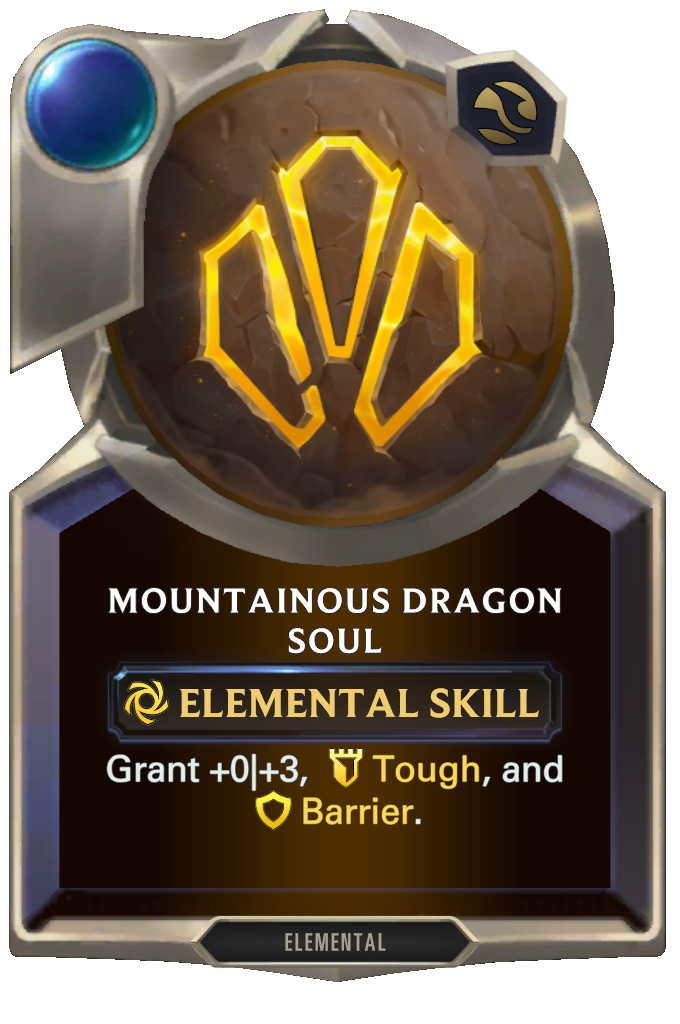 MOUNTAINOUS DRAGON
SOUL
ELEMENTAL SKILL
Grant +0|+3, Tough, and
Barrier.
ELEMENTAL